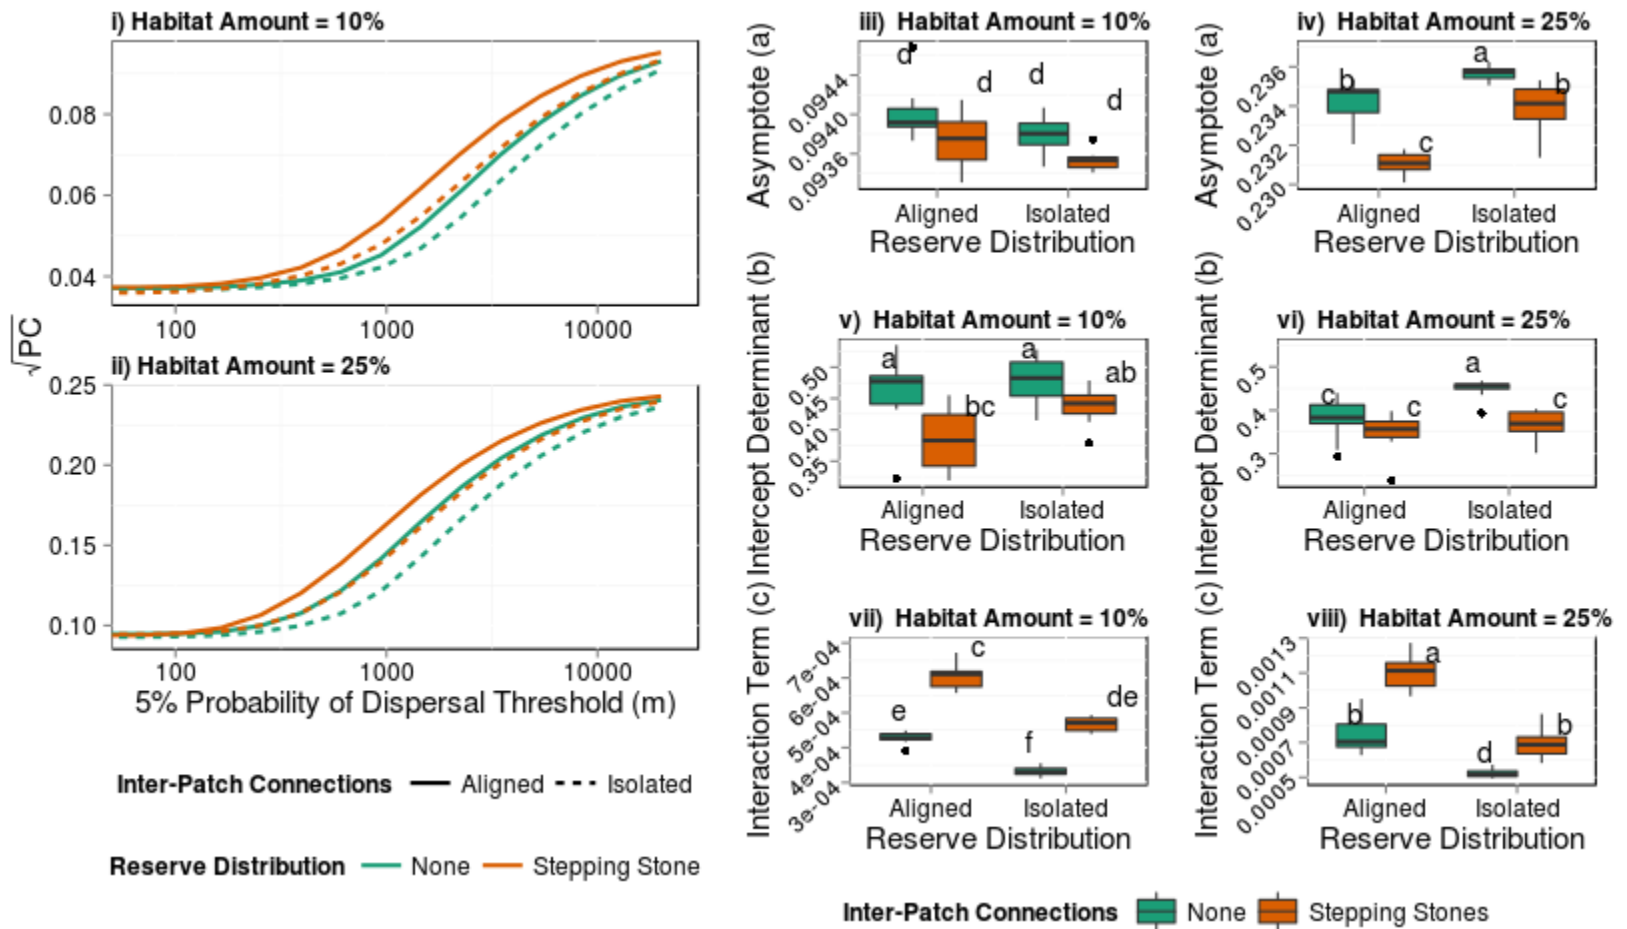 i) Habitat Amount = 10%
0.08
0.06
0.04
100 1000 10000
√PC
ii) Habitat Amount = 25%
0.25
0.20
0.15
0.10
100 1000 10000
5% Probability of Dispersal Threshold (m)
Inter-Patch Connections Aligned Isolated
Reserve Distribution None Stepping Stone
iii) Habitat Amount = 10%
Asymptote (a)
0.0944
0.0940
0.0936
d d d d
Aligned Isolated
Reserve Distribution
iv) Habitat Amount = 25%
Asymptote (a)
0.236
0.234
0.232
0.230
b c a b
Aligned Isolated
Reserve Distribution
v) Habitat Amount = 10%
Intercept Determinant (b)
0.50
0.45
0.40
0.35
a bc a ab
Aligned Isolated
Reserve Distribution
vi) Habitat Amount = 25%
Intercept Determinant (b)
0.5
0.4
0.3
c c a c
Aligned Isolated
Reserve Distribution
vii) Habitat Amount = 10%
Interaction Term (c)
7e-04
6e-04
5e-04
4e-04
3e-04
e c f de
Aligned Isolated
Reserve Distribution
viii) Habitat Amount = 25%
Interaction Term (c)
0.0013
0.0011
0.0009
0.0007
0.0005
b a d b
Aligned Isolated
Reserve Distribution
Inter-Patch Connections None Stepping Stones